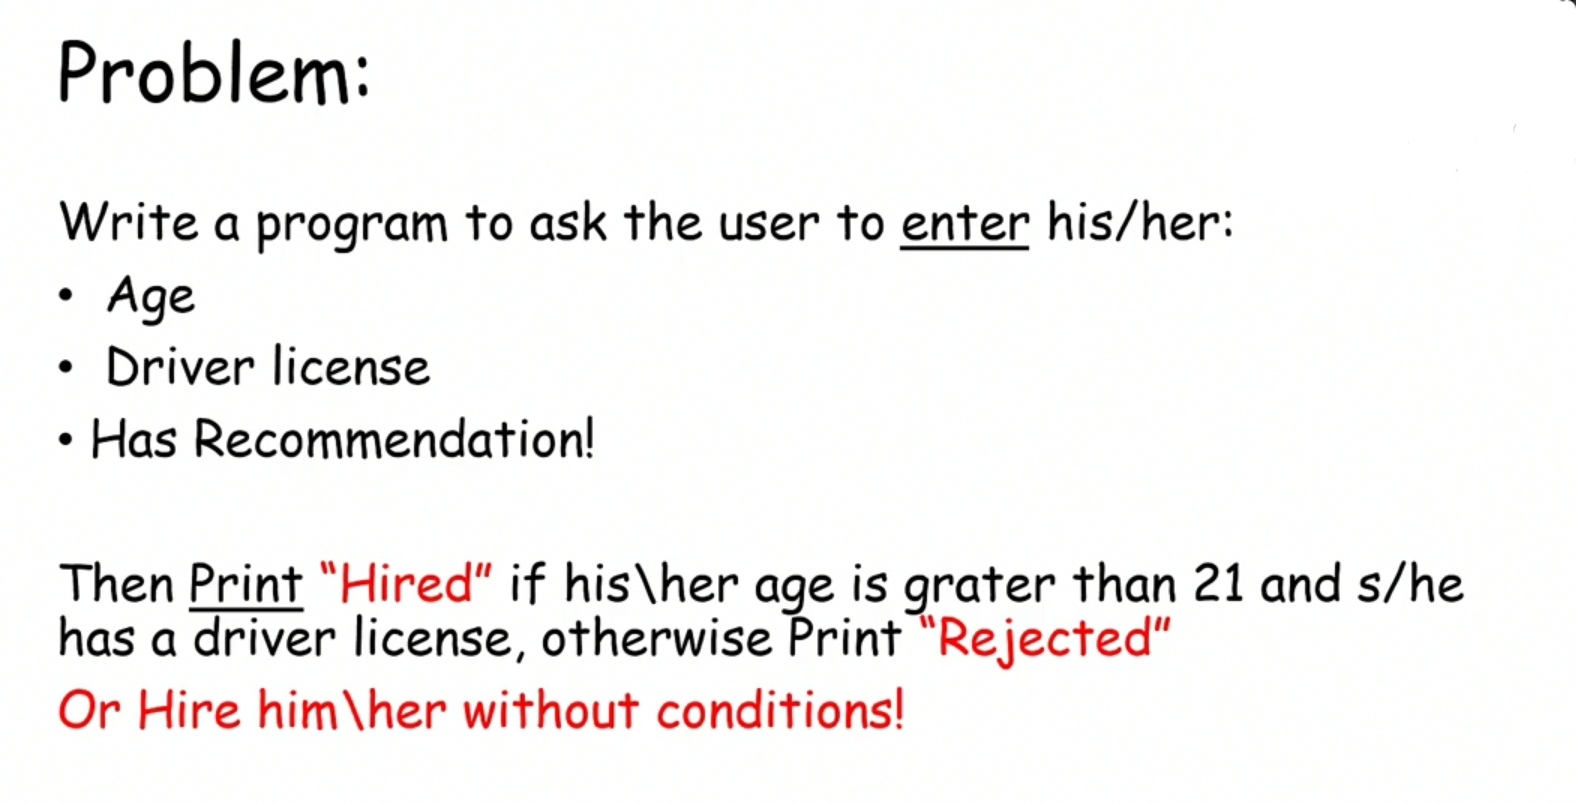 Problem:
Write a program to ask the user to enter his/her:
• Age
• Driver license
• Has Recommendation!
Then Print “Hired” if his\her age is grater than 21 and s/he
has a driver license, otherwise Print “Rejected”
Or Hire him\her without conditions!